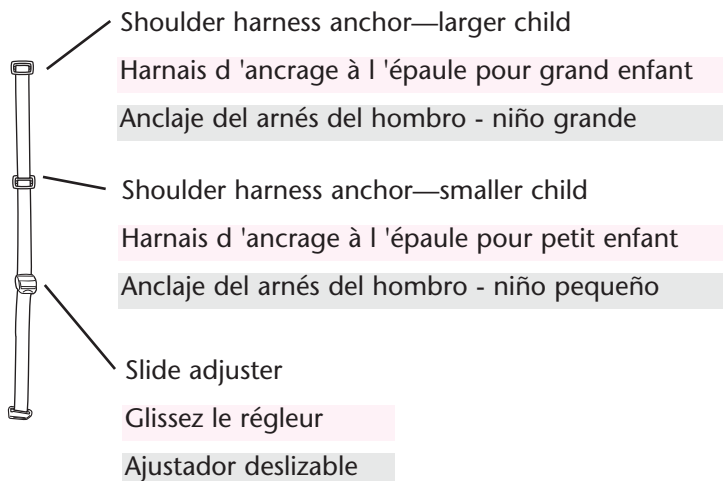 Shoulder harness anchor—larger child
Harnais d 'ancrage à l 'épaule pour grand enfant
Anclaje del arnés del hombro - niño grande
Shoulder harness anchor—smaller child
Harnais d 'ancrage à l 'épaule pour petit enfant
Anclaje del arnés del hombro - niño pequeño
Slide adjuster
Glissez le régleur
Ajustador deslizable